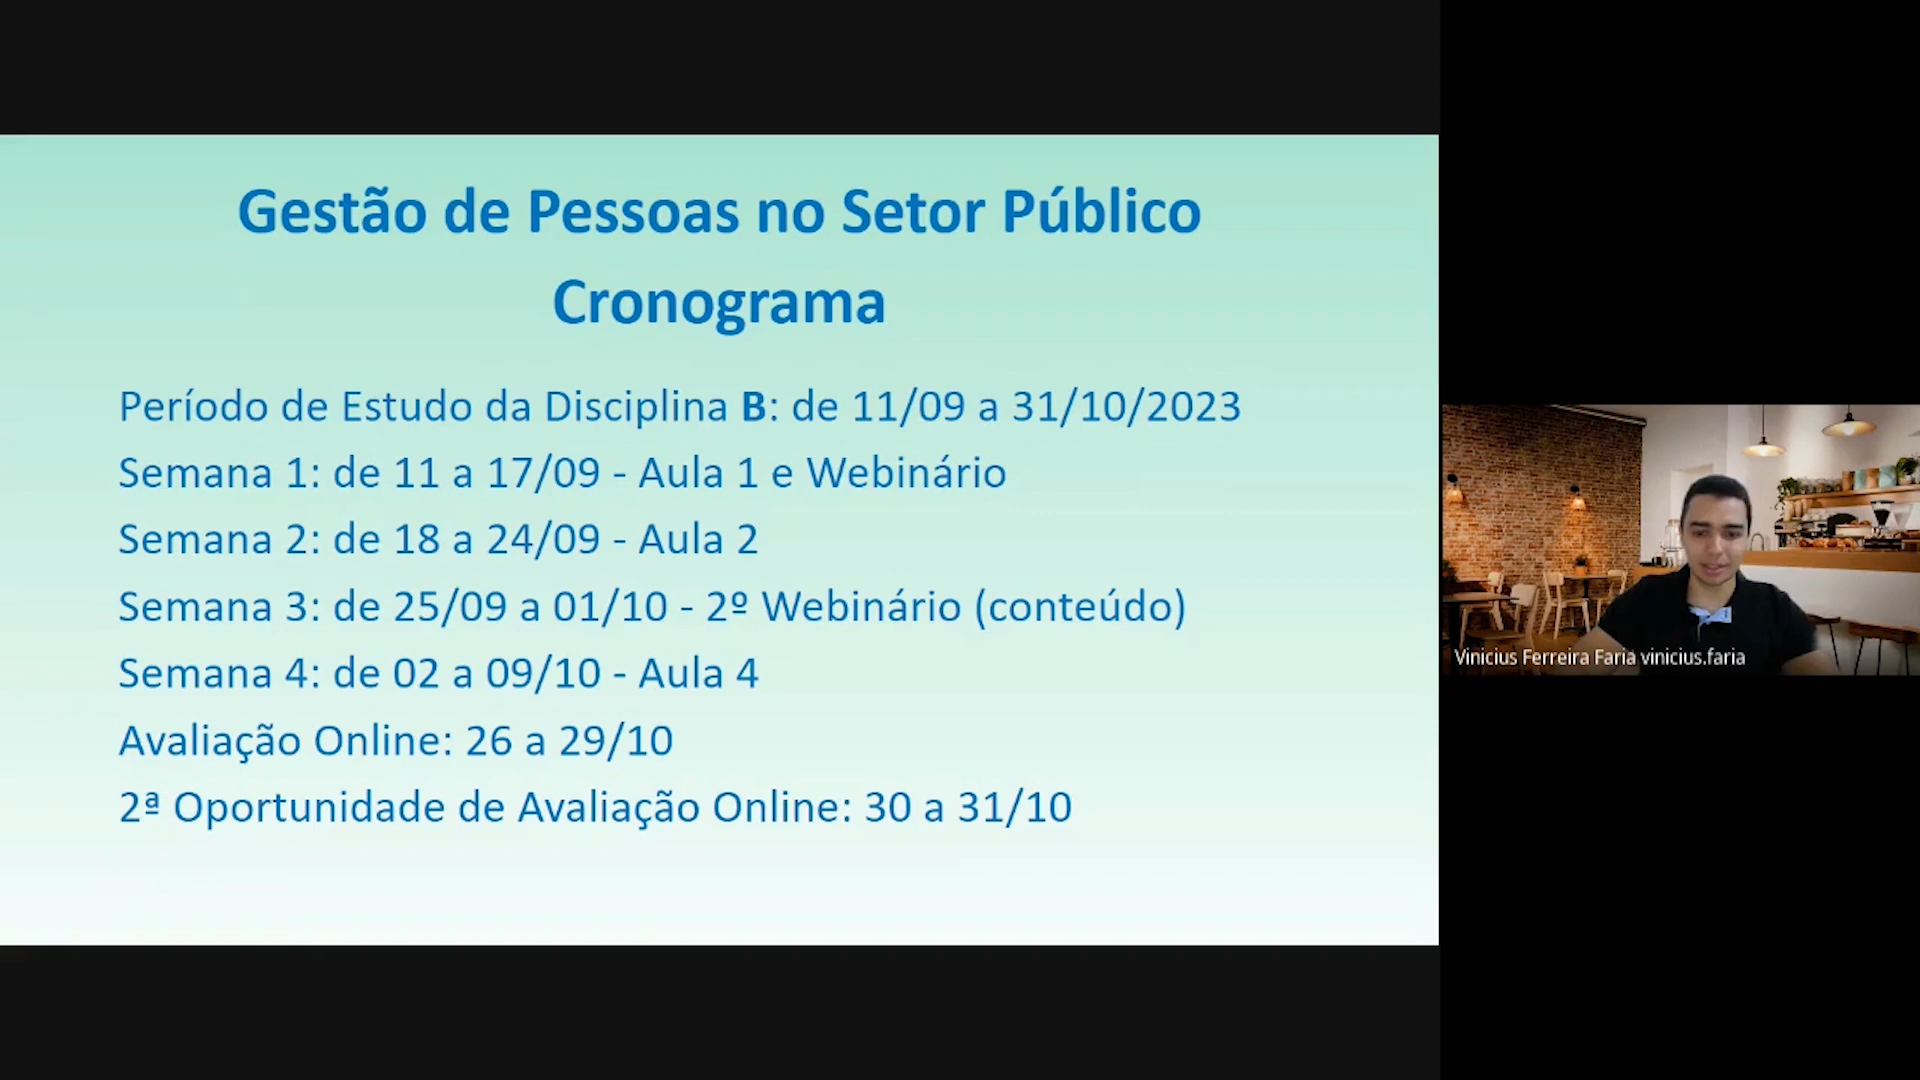 Gestão de Pessoas no Setor Público
Cronograma
Período de Estudo da Disciplina B: de 11/09 a 31/10/2023
Semana 1: de 11 a 17/09 - Aula 1 e Webinário
Semana 2: de 18 a 24/09 - Aula 2
Semana 3: de 25/09 a 01/10 - 2º Webinário (conteúdo)
Semana 4: de 02 a 09/10 - Aula 4
Avaliação Online: 26 a 29/10
2ª Oportunidade de Avaliação Online: 30 a 31/10
Vinicius Ferreira Faria vinicius.faria